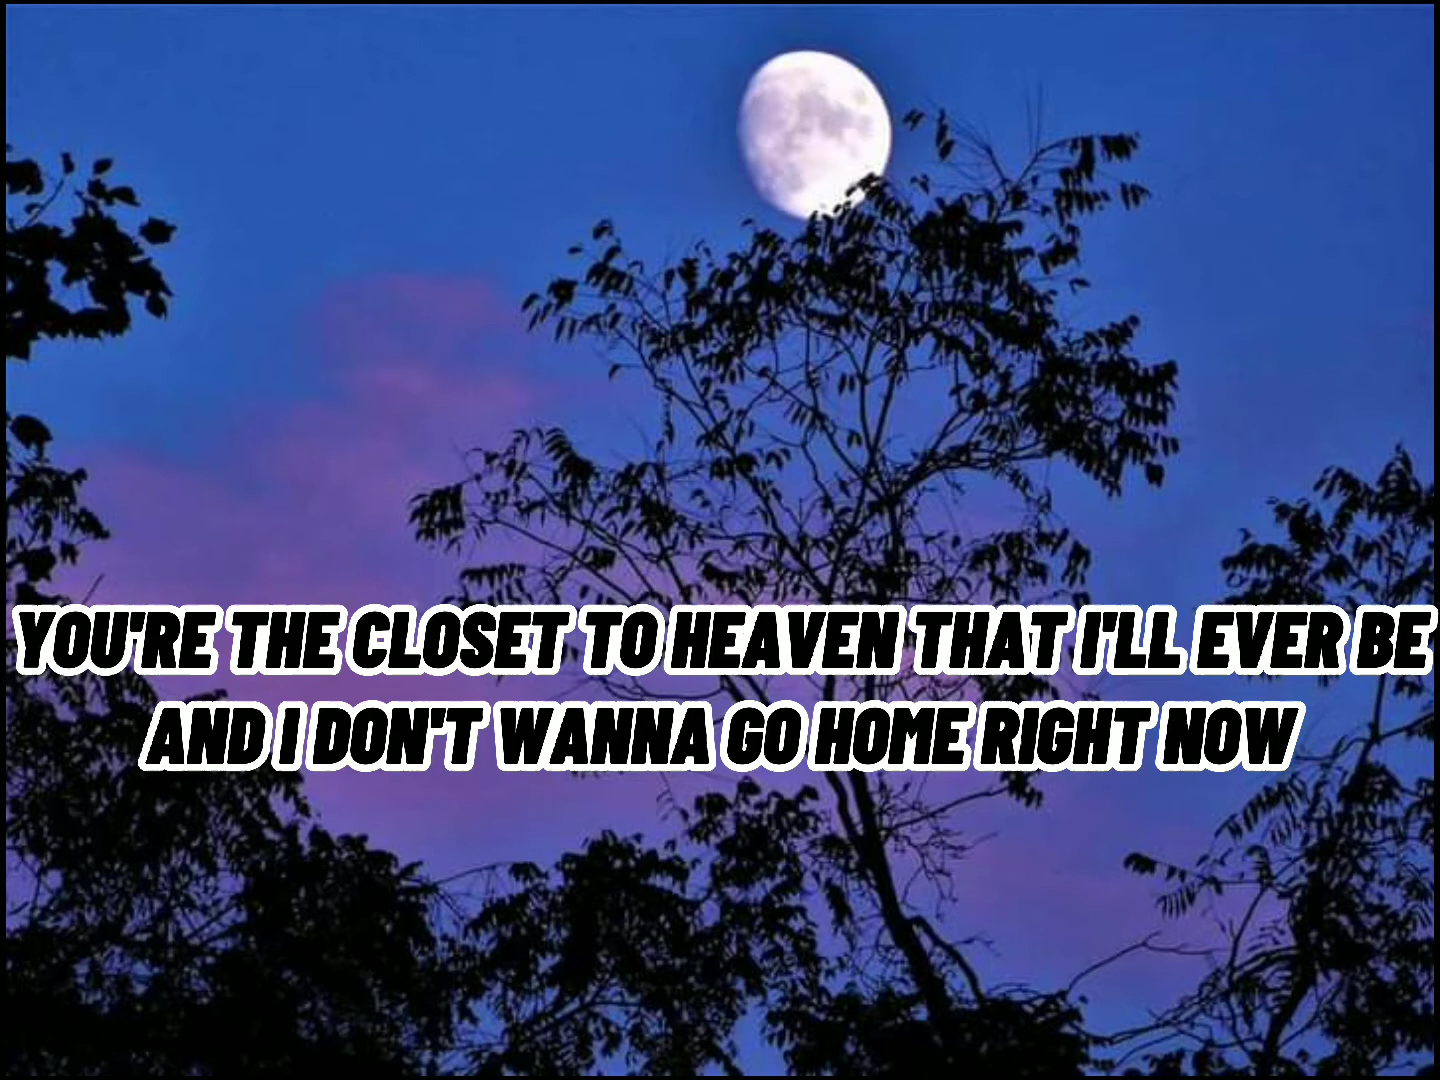 YOU'RE THE CLOSET TO HEAVEN THAT I'LL EVER BE
AND I DON'T WANNA GO HOME RIGHT NOW